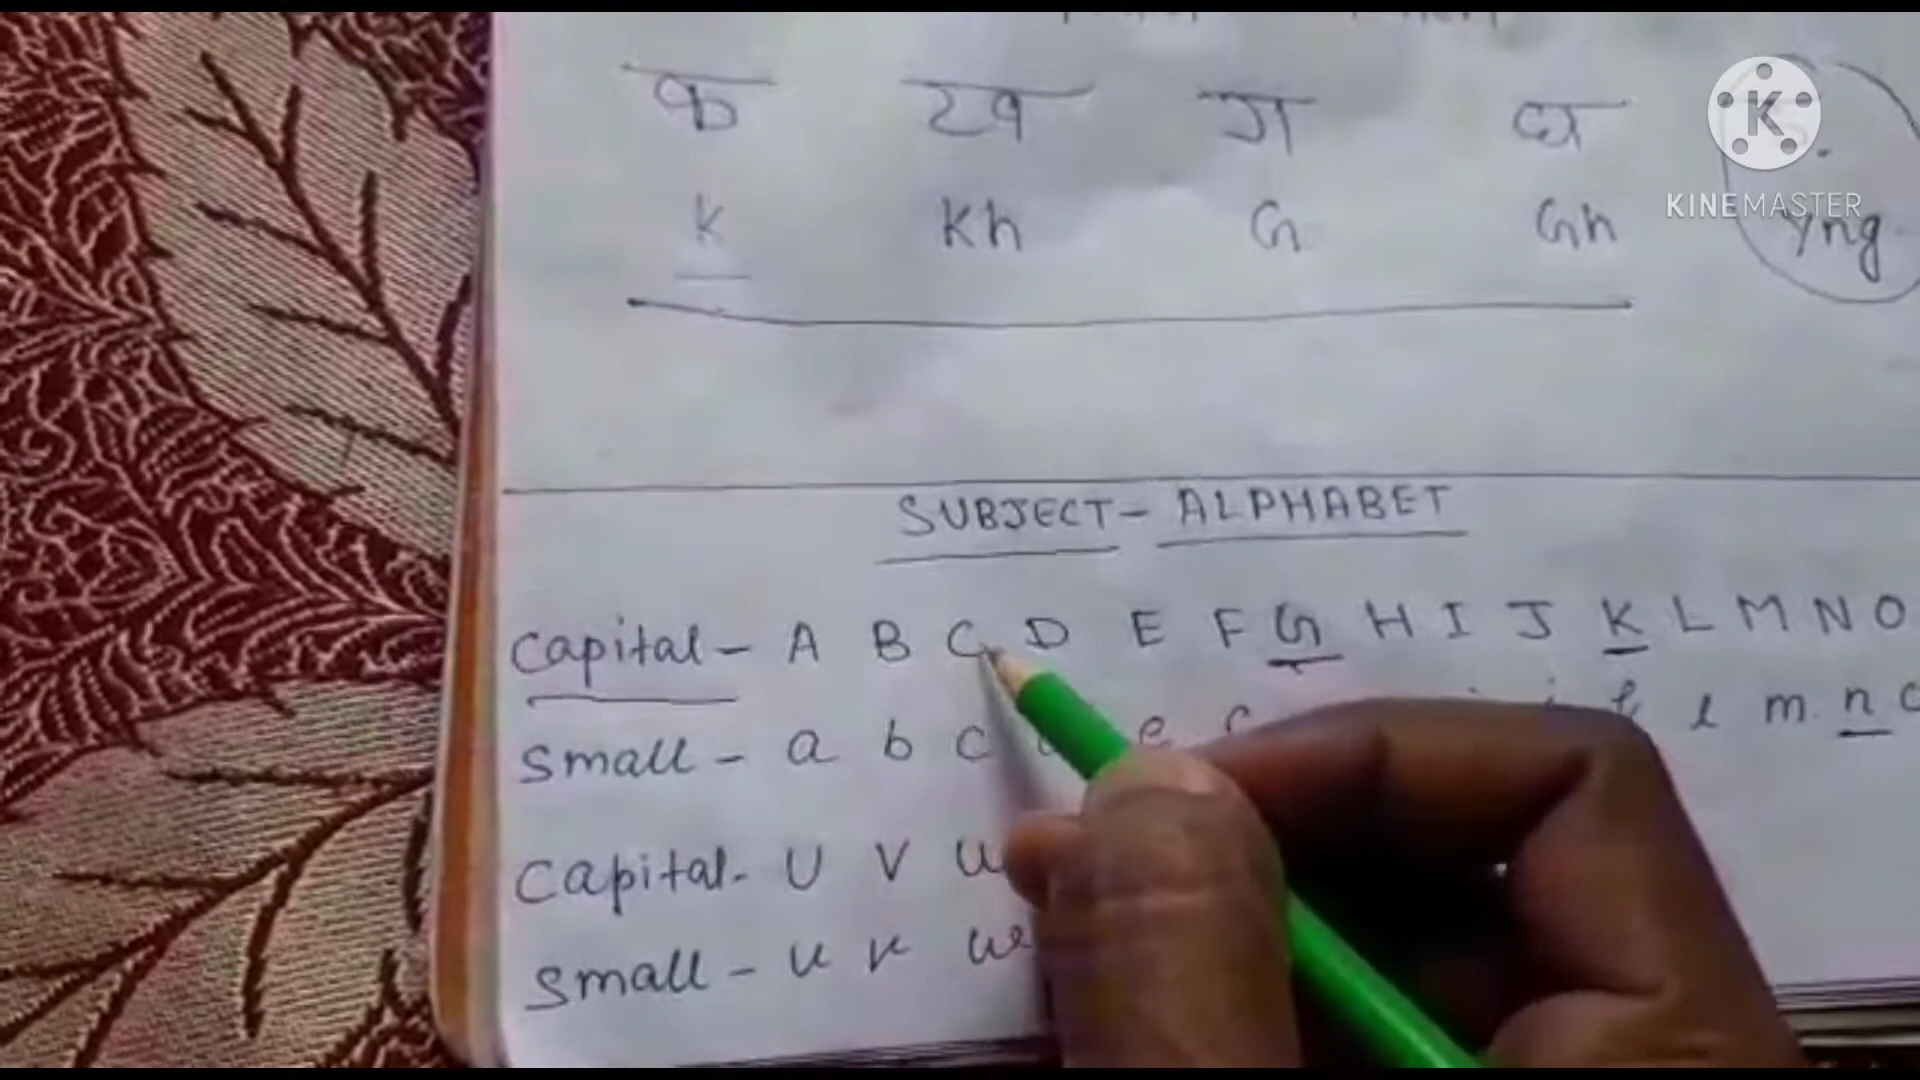 क ख ग घ
K Kh G Gh Yng
KINEMASTER
SUBJECT - ALPHABET
Capital - A B C D E F G H I J K L M N O
Small - a b c e l m n
Capital - U V W
Small - u v w